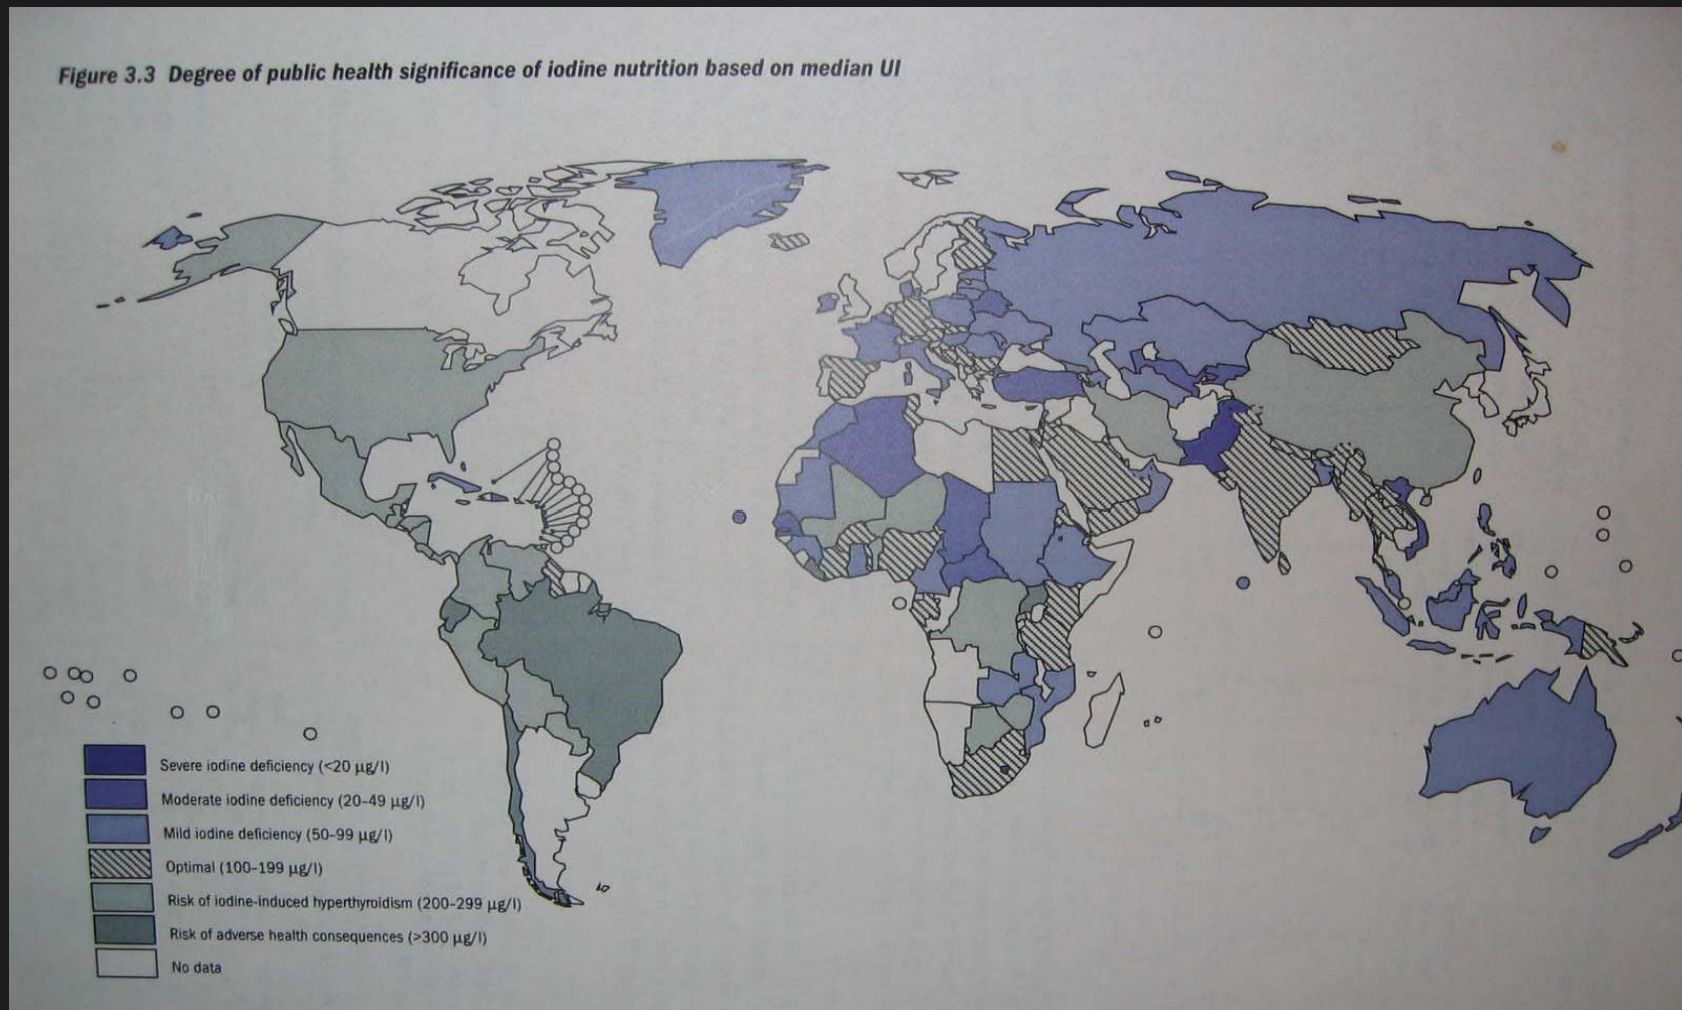 Figure 3.3 Degree of public health significance of iodine nutrition based on median UI
Severe iodine deficiency (<20 µg/l)
Moderate iodine deficiency (20–49 µg/l)
Mild iodine deficiency (50–99 µg/l)
Optimal (100–199 µg/l)
Risk of iodine-induced hyperthyroidism (200–299 µg/l)
Risk of adverse health consequences (>300 µg/l)
No data